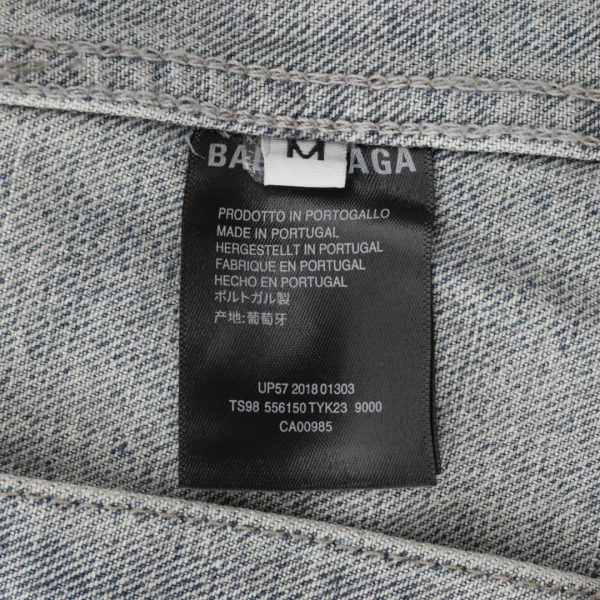 BA AGA
M
PRODOTTO IN PORTOGALLO
MADE IN PORTUGAL
HERGESTELLT IN PORTUGAL
FABRIQUE EN PORTUGAL
HECHO EN PORTUGAL
ポルトガル製
产地:葡萄牙
UP57 2018 01303
TS98 556150 TYK23 9000
CA00985